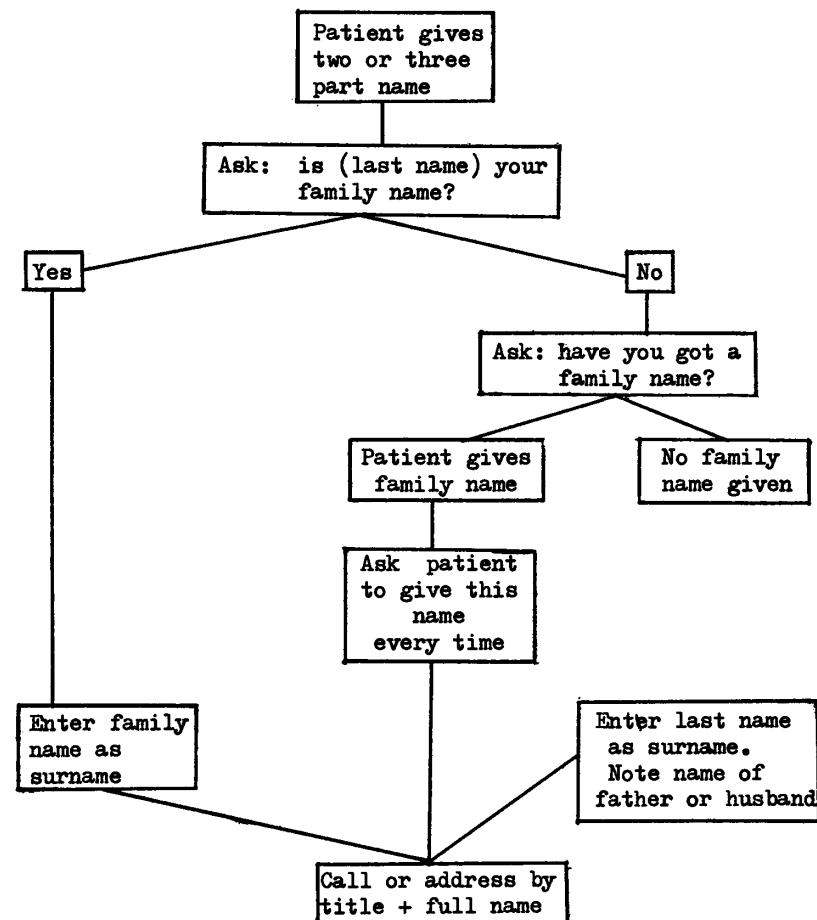 Patient gives
two or three
part name
Ask: is (last name) your
family name?
Yes
No
Ask: have you got a
family name?
Patient gives
family name
No family
name given
Ask patient
to give this
name
every time
Enter family
name as
surname
Enter last name
as surname.
Note name of
father or husband
Call or address by
title + full name